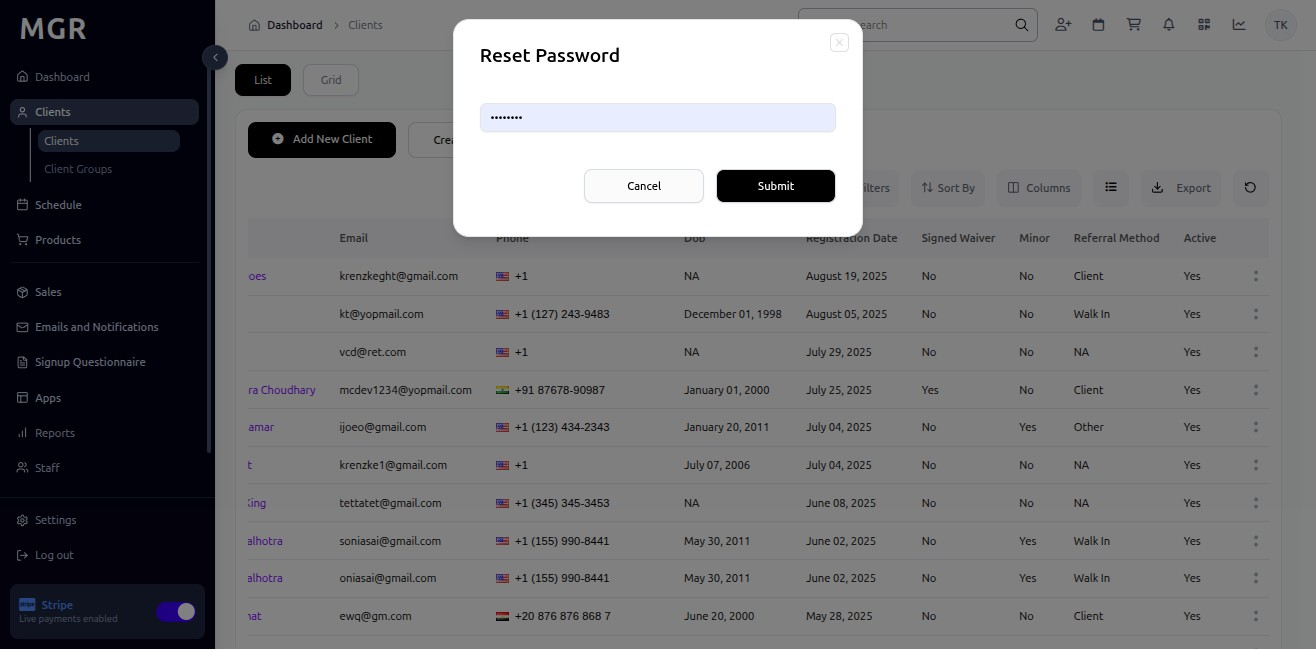 MGR
Dashboard
Clients
Clients
Client Groups
Schedule
Products
Sales
Emails and Notifications
Signup Questionnaire
Apps
Reports
Staff
Settings
Log out
Stripe
Live payments enabled
Dashboard > Clients
earch
TK
List Grid
Add New Client
Crea
Reset Password
••••••••
Cancel Submit
ilters Sort By Columns Export
Email Phone Dob Registration Date Signed Waiver Minor Referral Method Active
oes krenzkeght@gmail.com +1 NA August 19, 2025 No No Client Yes
kt@yopmail.com +1 (127) 243-9483 December 01, 1998 August 05, 2025 No No Walk In Yes
vcd@ret.com +1 NA July 29, 2025 No No NA Yes
ra Choudhary mcdev1234@yopmail.com +91 87678-90987 January 01, 2000 July 25, 2025 Yes No Client Yes
amar ijoeo@gmail.com +1 (123) 434-2343 January 20, 2011 July 04, 2025 No Yes Other Yes
t krenzke1@gmail.com +1 July 07, 2006 July 04, 2025 No No NA Yes
King tettatet@gmail.com +1 (345) 345-3453 NA June 08, 2025 No No NA Yes
alhotra soniasai@gmail.com +1 (155) 990-8441 May 30, 2011 June 02, 2025 No Yes Walk In Yes
alhotra oniasai@gmail.com +1 (155) 990-8441 May 30, 2011 June 02, 2025 No Yes Walk In Yes
hat ewq@gm.com +20 876 876 868 7 June 20, 2000 May 28, 2025 No No Client Yes